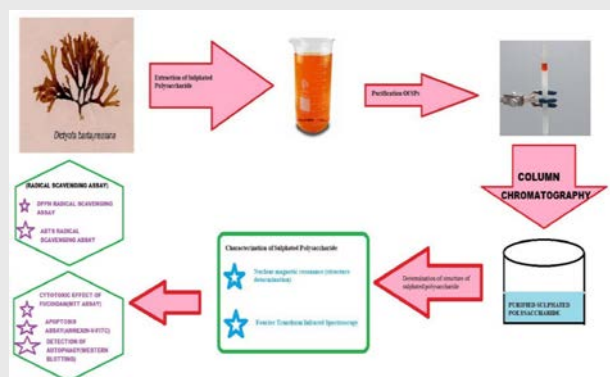 Extraction of Sulphated
Polysaccharide
Purification OF SPs
Dictyota bartayresiana
COLUMN
CHROMATOGRAPHY
(RADICAL SCAVENGING ASSAY)
DPPH RADICAL SCAVENGING
ASSAY
ABTS RADICAL
SCAVENGING ASSAY
Characterization of Sulphated Polysaccharide
Nuclear magnetic resonance (structure
determination)
Fourier Transform Infrared Spectroscopy
Determination of structure of
sulphated polysaccharide
PURIFIED SULPHATED
POLYSACCHARIDE
CYTOTOXIC EFFECT OF
FUCOIDAN(MTT ASSAY)
APOPTOSIS
ASSAY(ANNEXIN-V-FITC)
DETECTION OF
AUTOPHAGY(WESTERN
BLOTTING)